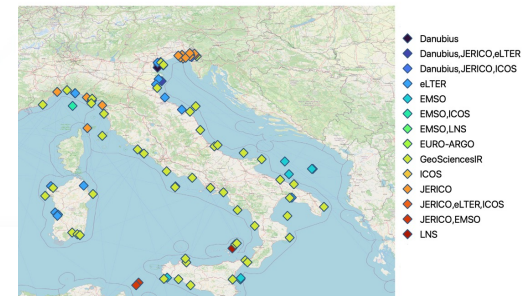 Danubius
Danubius,JERICO,eLTER
Danubius,JERICO,ICOS
eLTER
EMSO
EMSO,ICOS
EMSO,LNS
EURO-ARGO
GeoSciencesIR
ICOS
JERICO
JERICO,eLTER,ICOS
JERICO,EMSO
LNS